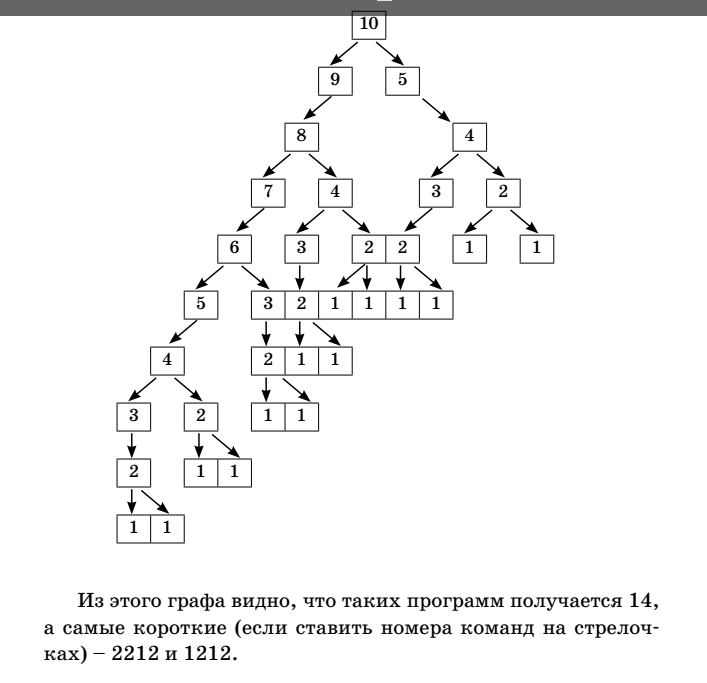 10
9 5
8 4
7 4 3 2
6 3 2 2 1 1
5 3 2 1 1 1 1
4 2 1 1
3 2 1 1
2 1 1
1 1
Из этого графа видно, что таких программ получается 14,
а самые короткие (если ставить номера команд на стрелоч-
ках) – 2212 и 1212.